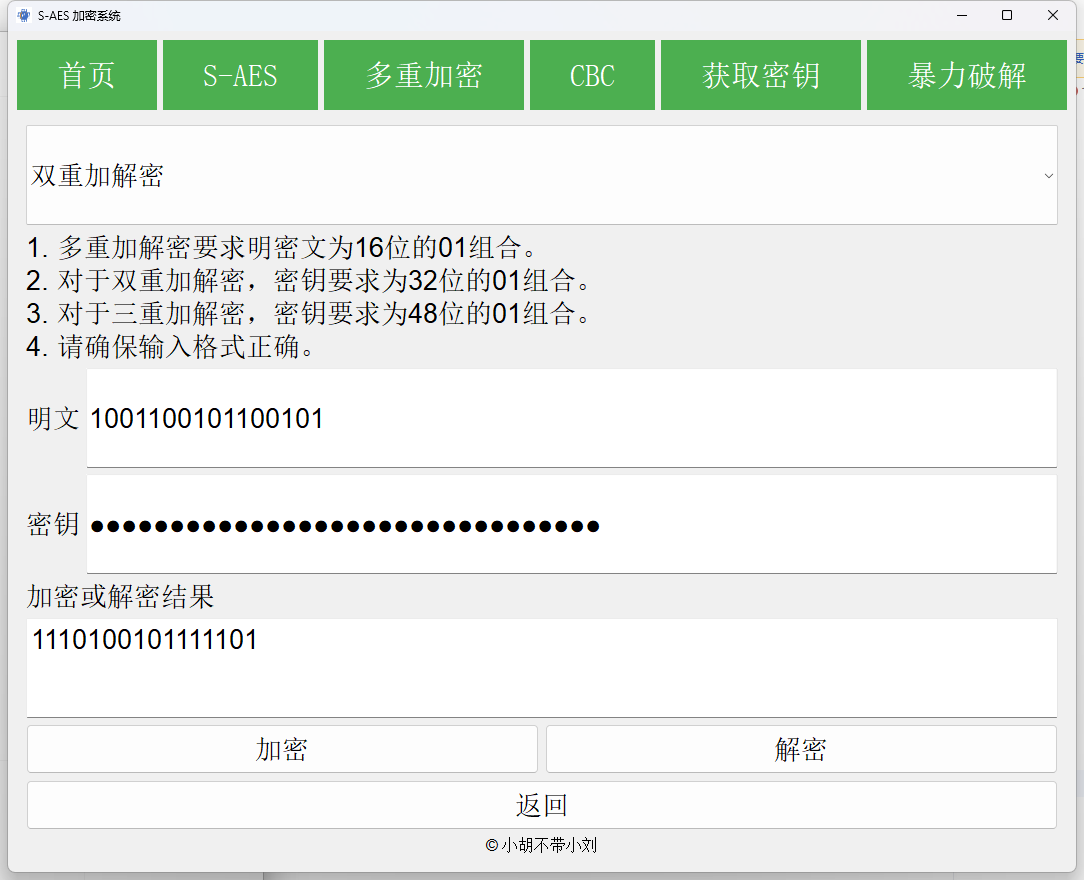 S-AES 加密系统
首页 S-AES 多重加密 CBC 获取密钥 暴力破解
双重加解密
1. 多重加解密要求明密文为16位的01组合。
2. 对于双重加解密，密钥要求为32位的01组合。
3. 对于三重加解密，密钥要求为48位的01组合。
4. 请确保输入格式正确。
明文 1001100101100101
密钥 ●●●●●●●●●●●●●●●●●●●●●●●●●●●●●●●●
加密或解密结果
1110100101111101
加密 解密
返回
© 小胡不带小刘
要